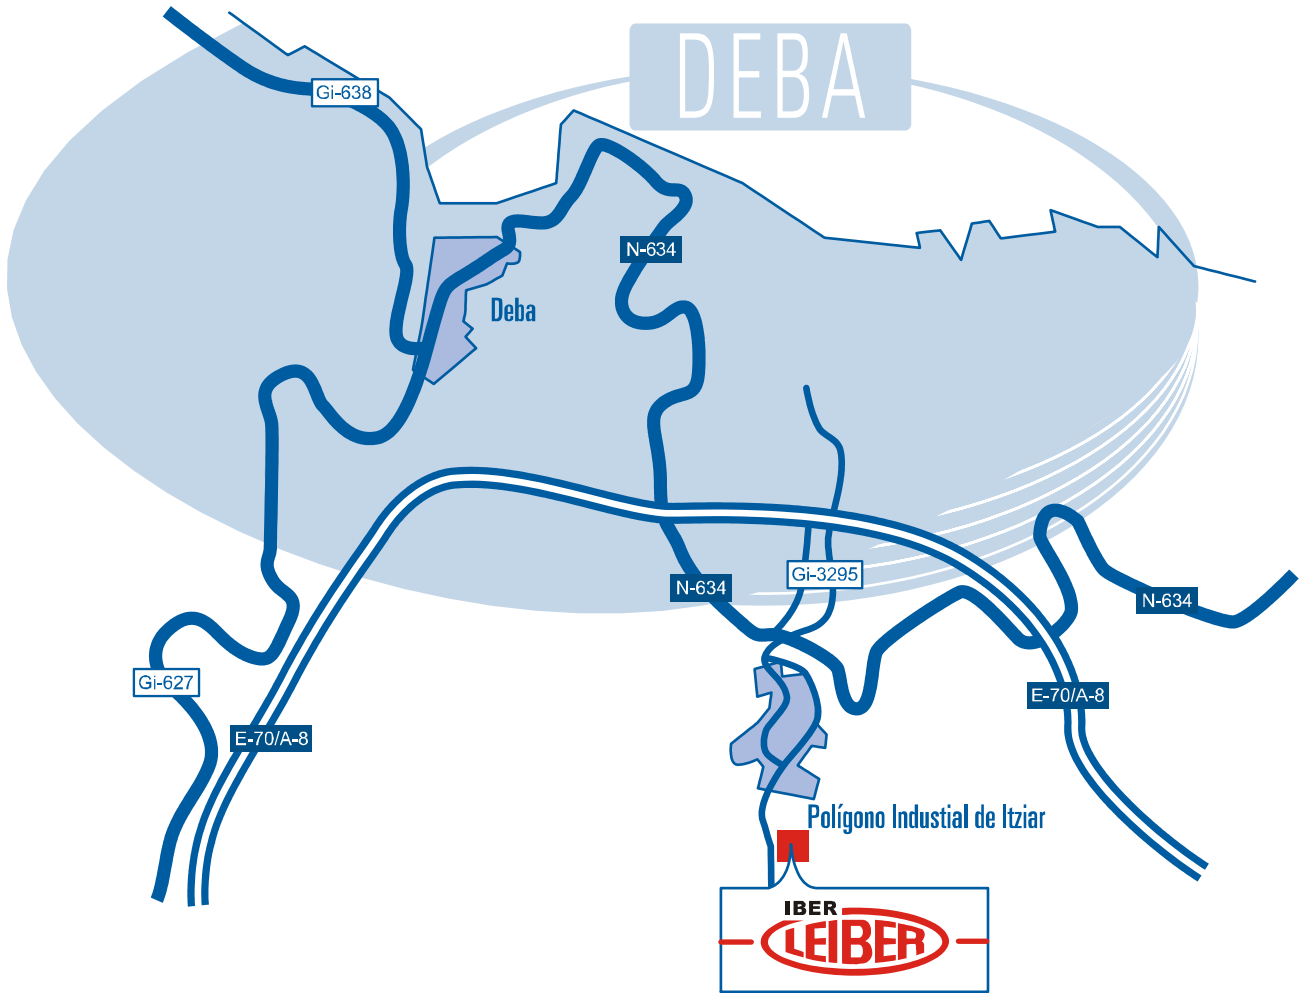 DEBA
Gi-638
N-634
Deba
N-634
Gi-3295
N-634
Gi-627
E-70/A-8
E-70/A-8
Polígono Industial de Itziar
IBER
LEIBER